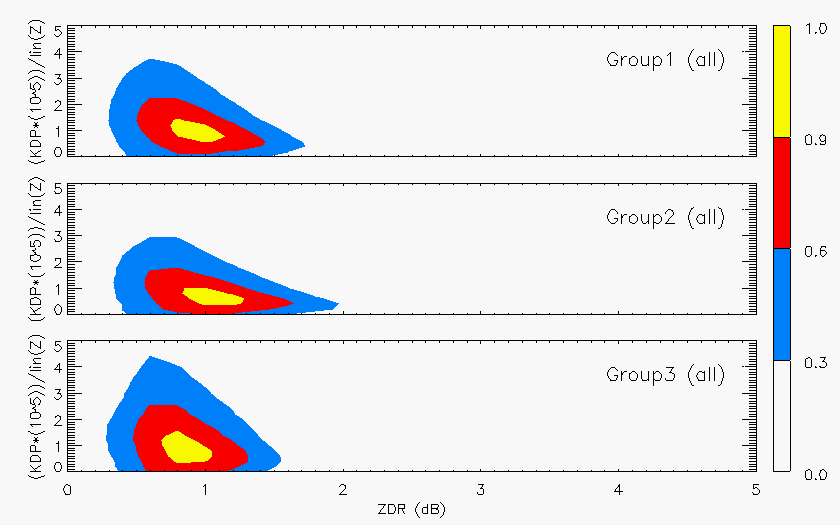 (KDP*(10^5))/lin(Z)
5
4
3
2
1
0
Group1 (all)
(KDP*(10^5))/lin(Z)
5
4
3
2
1
0
Group2 (all)
(KDP*(10^5))/lin(Z)
5
4
3
2
1
0
Group3 (all)
0 1 2 3 4 5
ZDR (dB)
1.0
0.9
0.6
0.3
0.0